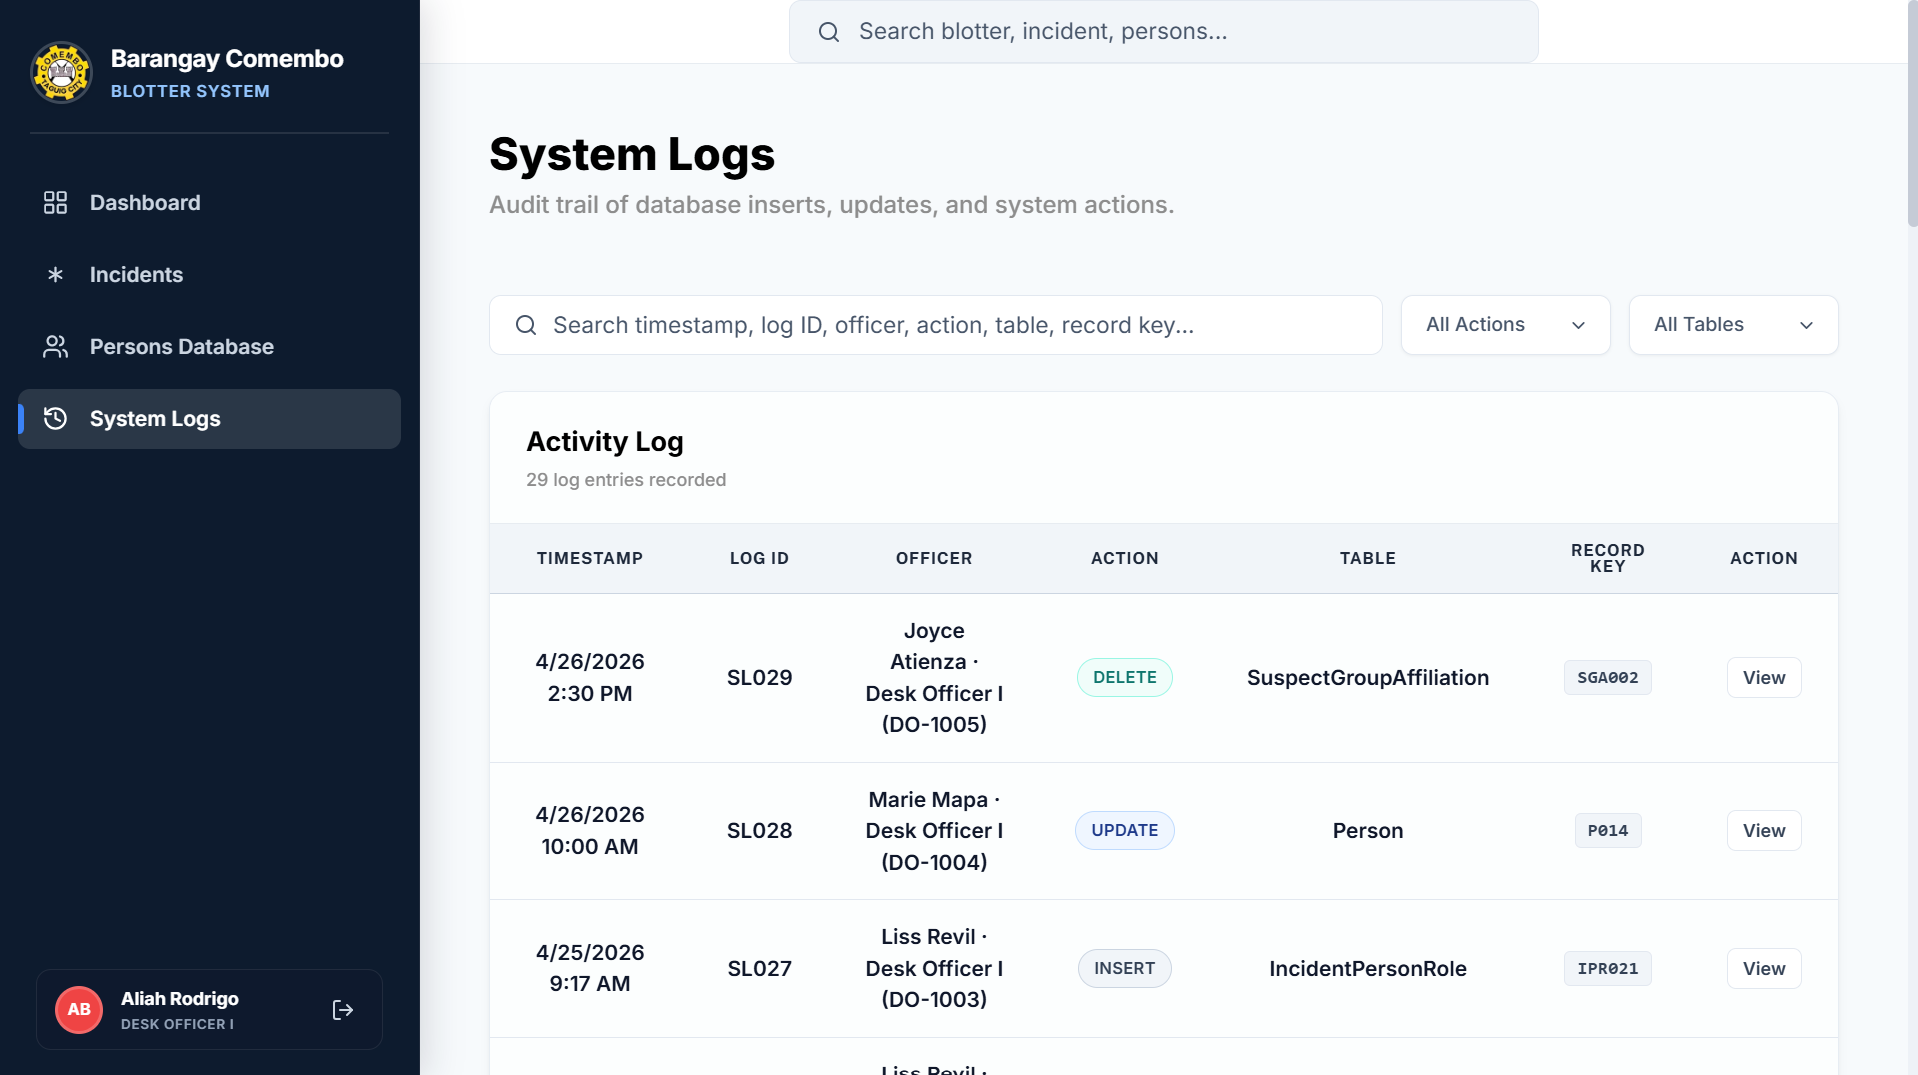 COMEMBO
TAGUIG CITY
Barangay Comembo
BLOTTER SYSTEM
Dashboard
Incidents
Persons Database
System Logs
AB
Aliah Rodrigo
DESK OFFICER I
Search blotter, incident, persons...
System Logs
Audit trail of database inserts, updates, and system actions.
Search timestamp, log ID, officer, action, table, record key...
All Actions
All Tables
Activity Log
29 log entries recorded
TIMESTAMP LOG ID OFFICER ACTION TABLE RECORD KEY ACTION
4/26/2026
2:30 PM
SL029
Joyce
Atienza ·
Desk Officer I
(DO-1005)
DELETE
SuspectGroupAffiliation
SGA002
View
4/26/2026
10:00 AM
SL028
Marie Mapa ·
Desk Officer I
(DO-1004)
UPDATE
Person
P014
View
4/25/2026
9:17 AM
SL027
Liss Revil ·
Desk Officer I
(DO-1003)
INSERT
IncidentPersonRole
IPR021
View
Liss Revil ·